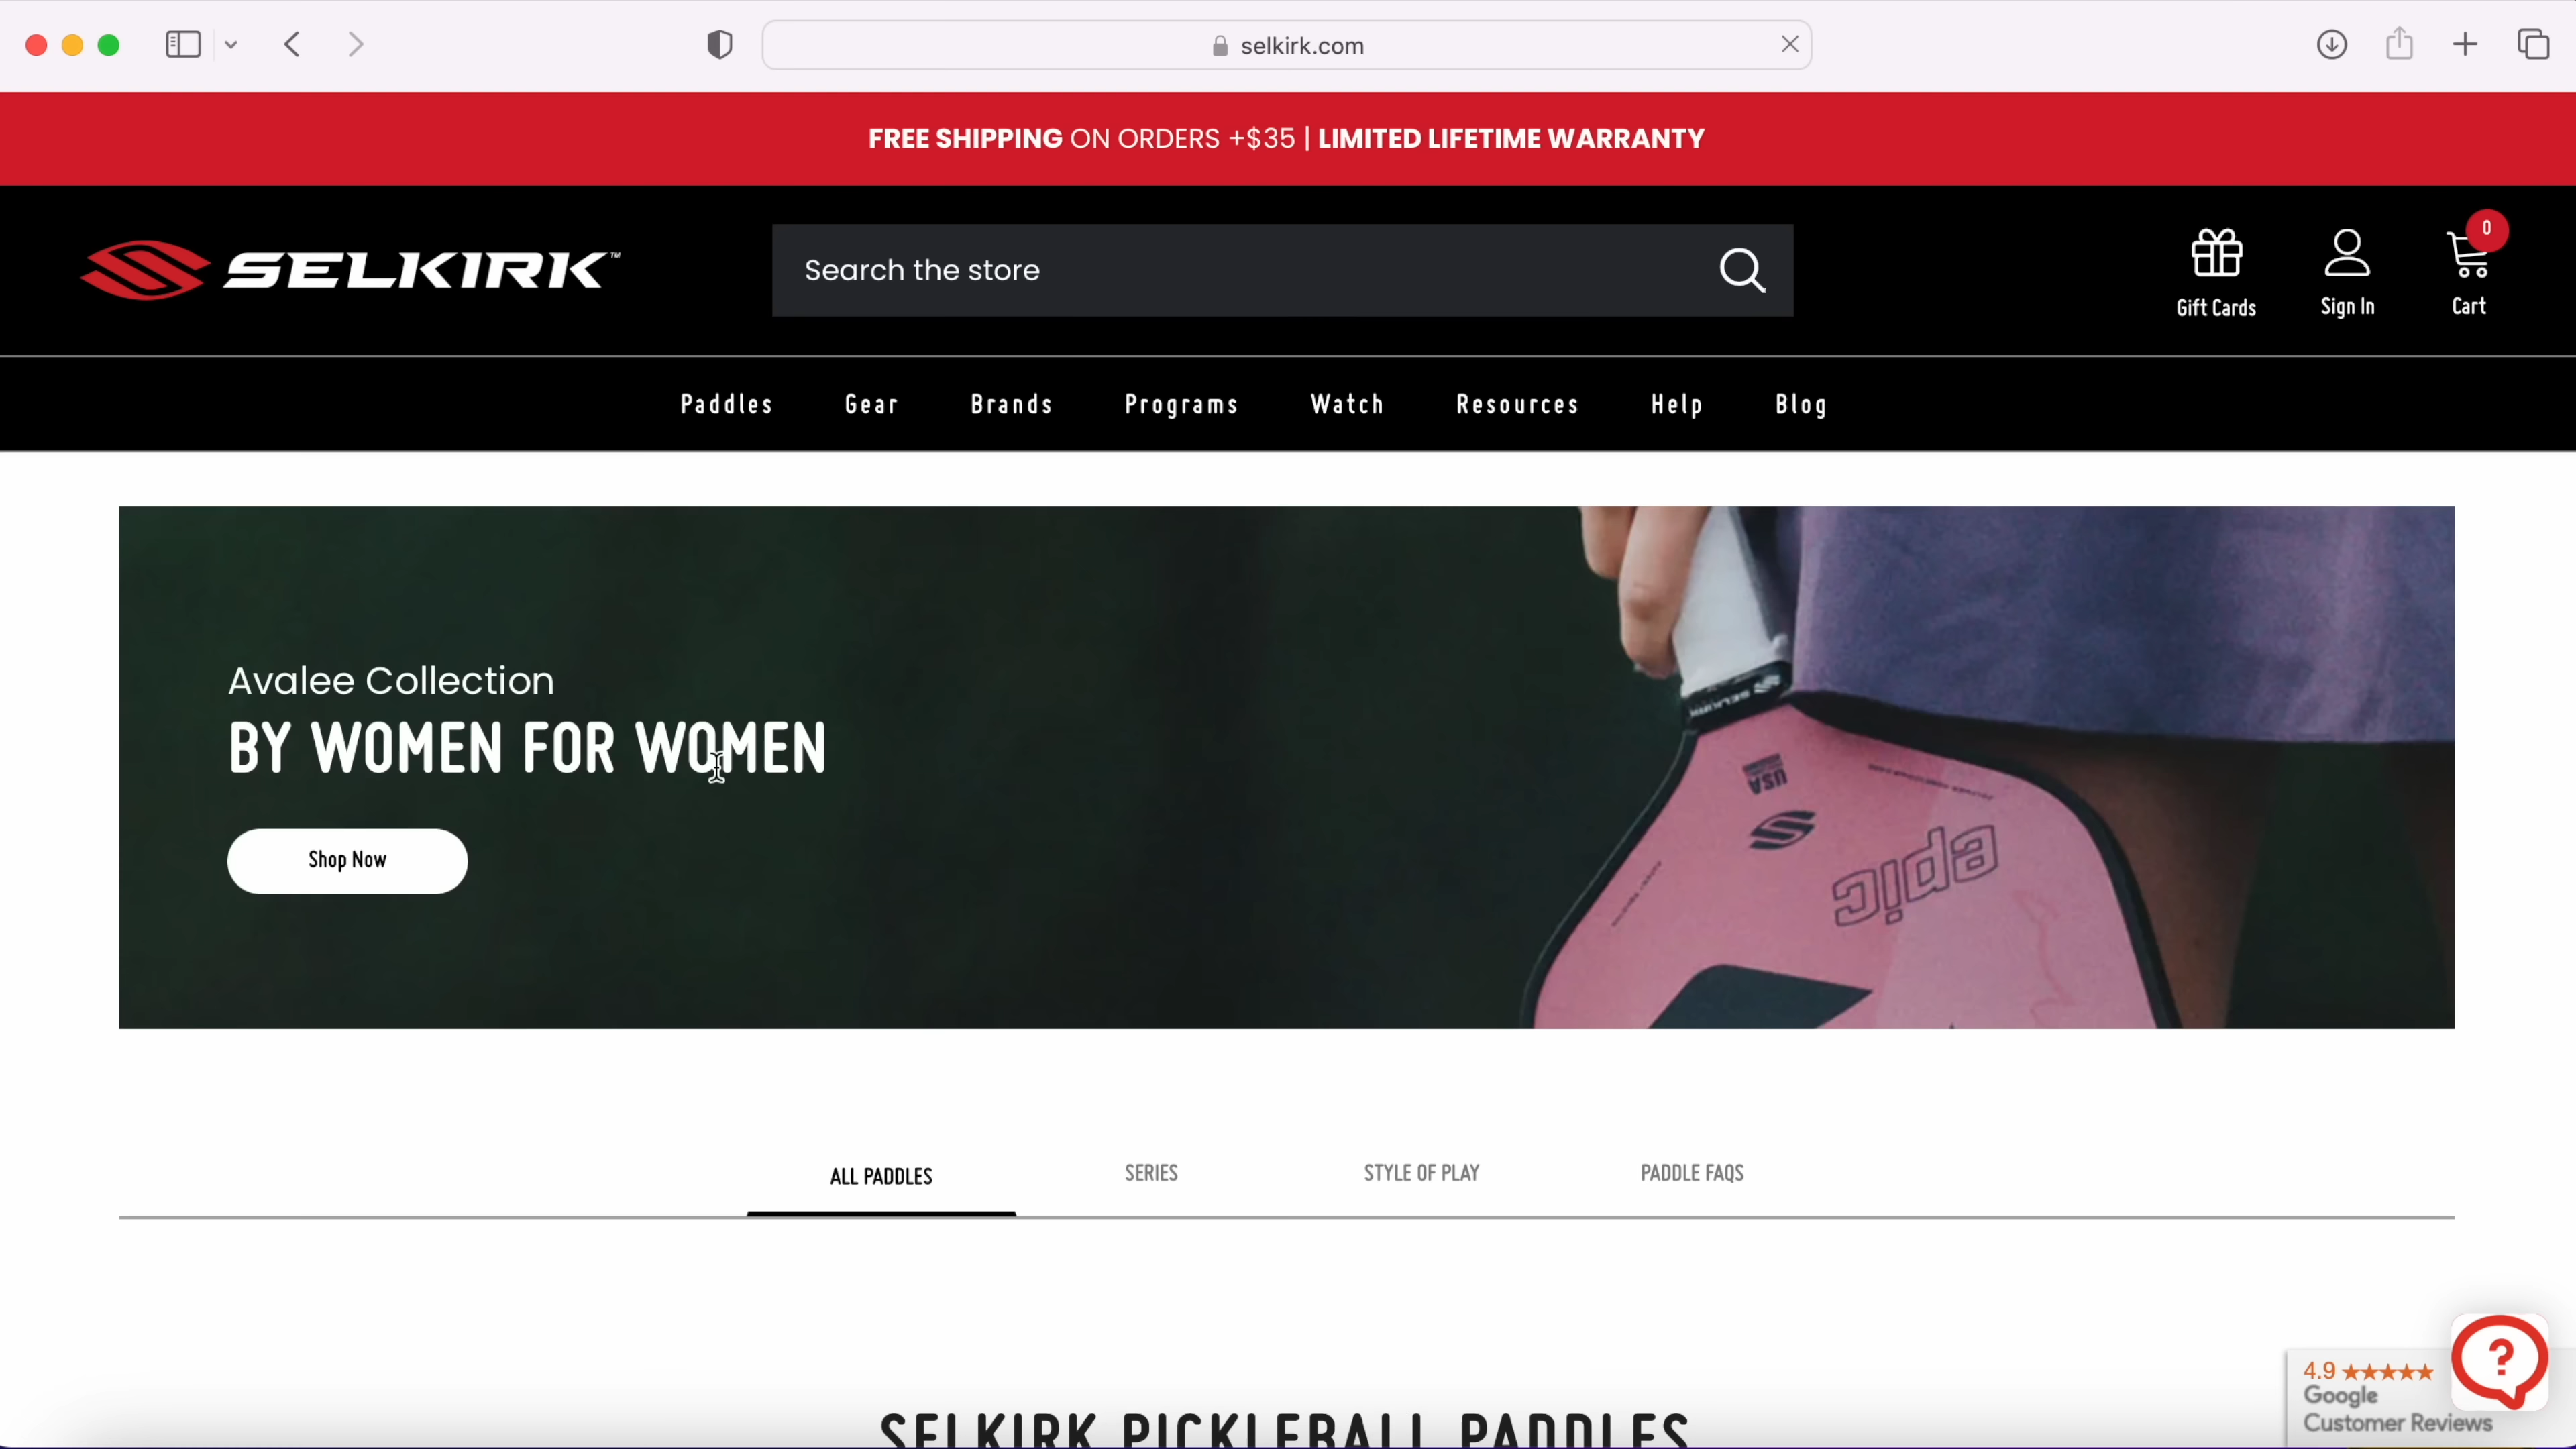 selkirk.com
FREE SHIPPING ON ORDERS +$35 | LIMITED LIFETIME WARRANTY
SELKIRK™
Search the store
Gift Cards
Sign In
0
Cart
Paddles
Gear
Brands
Programs
Watch
Resources
Help
Blog
Avalee Collection
BY WOMEN FOR WOMEN
Shop Now
SELKIRK
USA
epic
ALL PADDLES
SERIES
STYLE OF PLAY
PADDLE FAQS
SELKIRK PICKLEBALL PADDLES
4.9 ★★★★★
Google
Customer Reviews
?